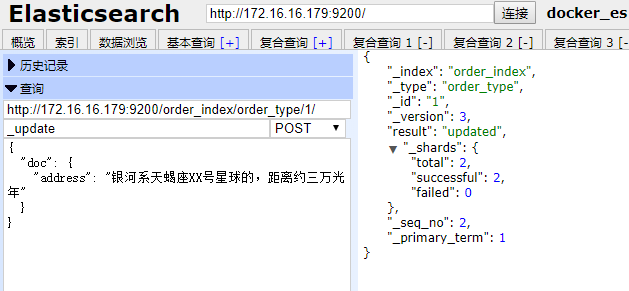 Elasticsearch http://172.16.16.179:9200/ 连接 docker_es
概览 索引 数据浏览 基本查询 [+] 复合查询 [+] 复合查询 1 [-] 复合查询 2 [-] 复合查询 3 [-]
历史记录
查询
http://172.16.16.179:9200/order_index/order_type/1/
_update POST
{
"doc": {
"address": "银河系天蝎座XX号星球的，距离约三万光
年"
}
}
{
"_index": "order_index",
"_type": "order_type",
"_id": "1",
"_version": 3,
"result": "updated",
"_shards": {
"total": 2,
"successful": 2,
"failed": 0
},
"_seq_no": 2,
"_primary_term": 1
}